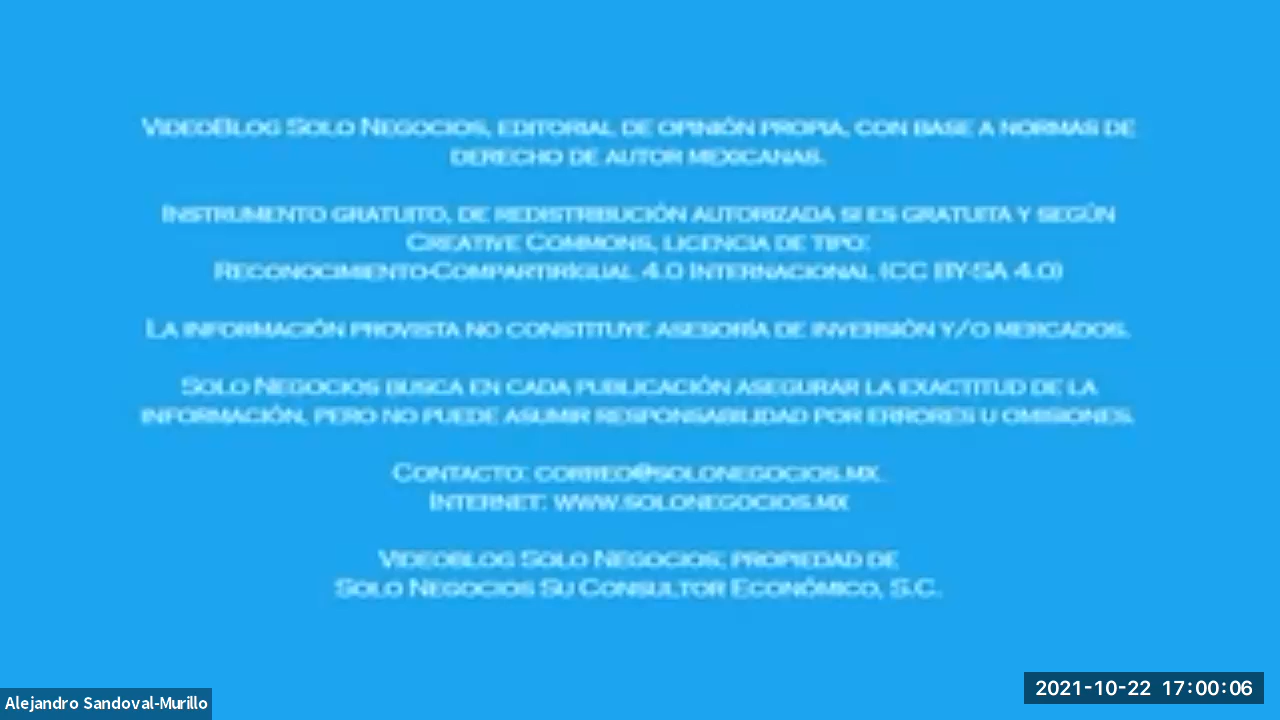 VideoBlog Solo Negocios, editorial de opinión propia, con base a normas de
derecho de autor mexicanas.
Instrumento gratuito, de redistribución autorizada si es gratuita y según
Creative Commons, licencia de tipo:
Reconocimiento-CompartirIgual 4.0 Internacional (CC BY-SA 4.0)
La información provista no constituye asesoría de inversión y/o mercados.
Solo Negocios busca en cada publicación asegurar la exactitud de la
información, pero no puede asumir responsabilidad por errores u omisiones.
Contacto: correo@solonegocios.mx.
Internet: www.solonegocios.mx
Videoblog Solo Negocios; propiedad de
Solo Negocios Su Consultor Económico, S.C.
Alejandro Sandoval-Murillo
2021-10-22 17:00:06